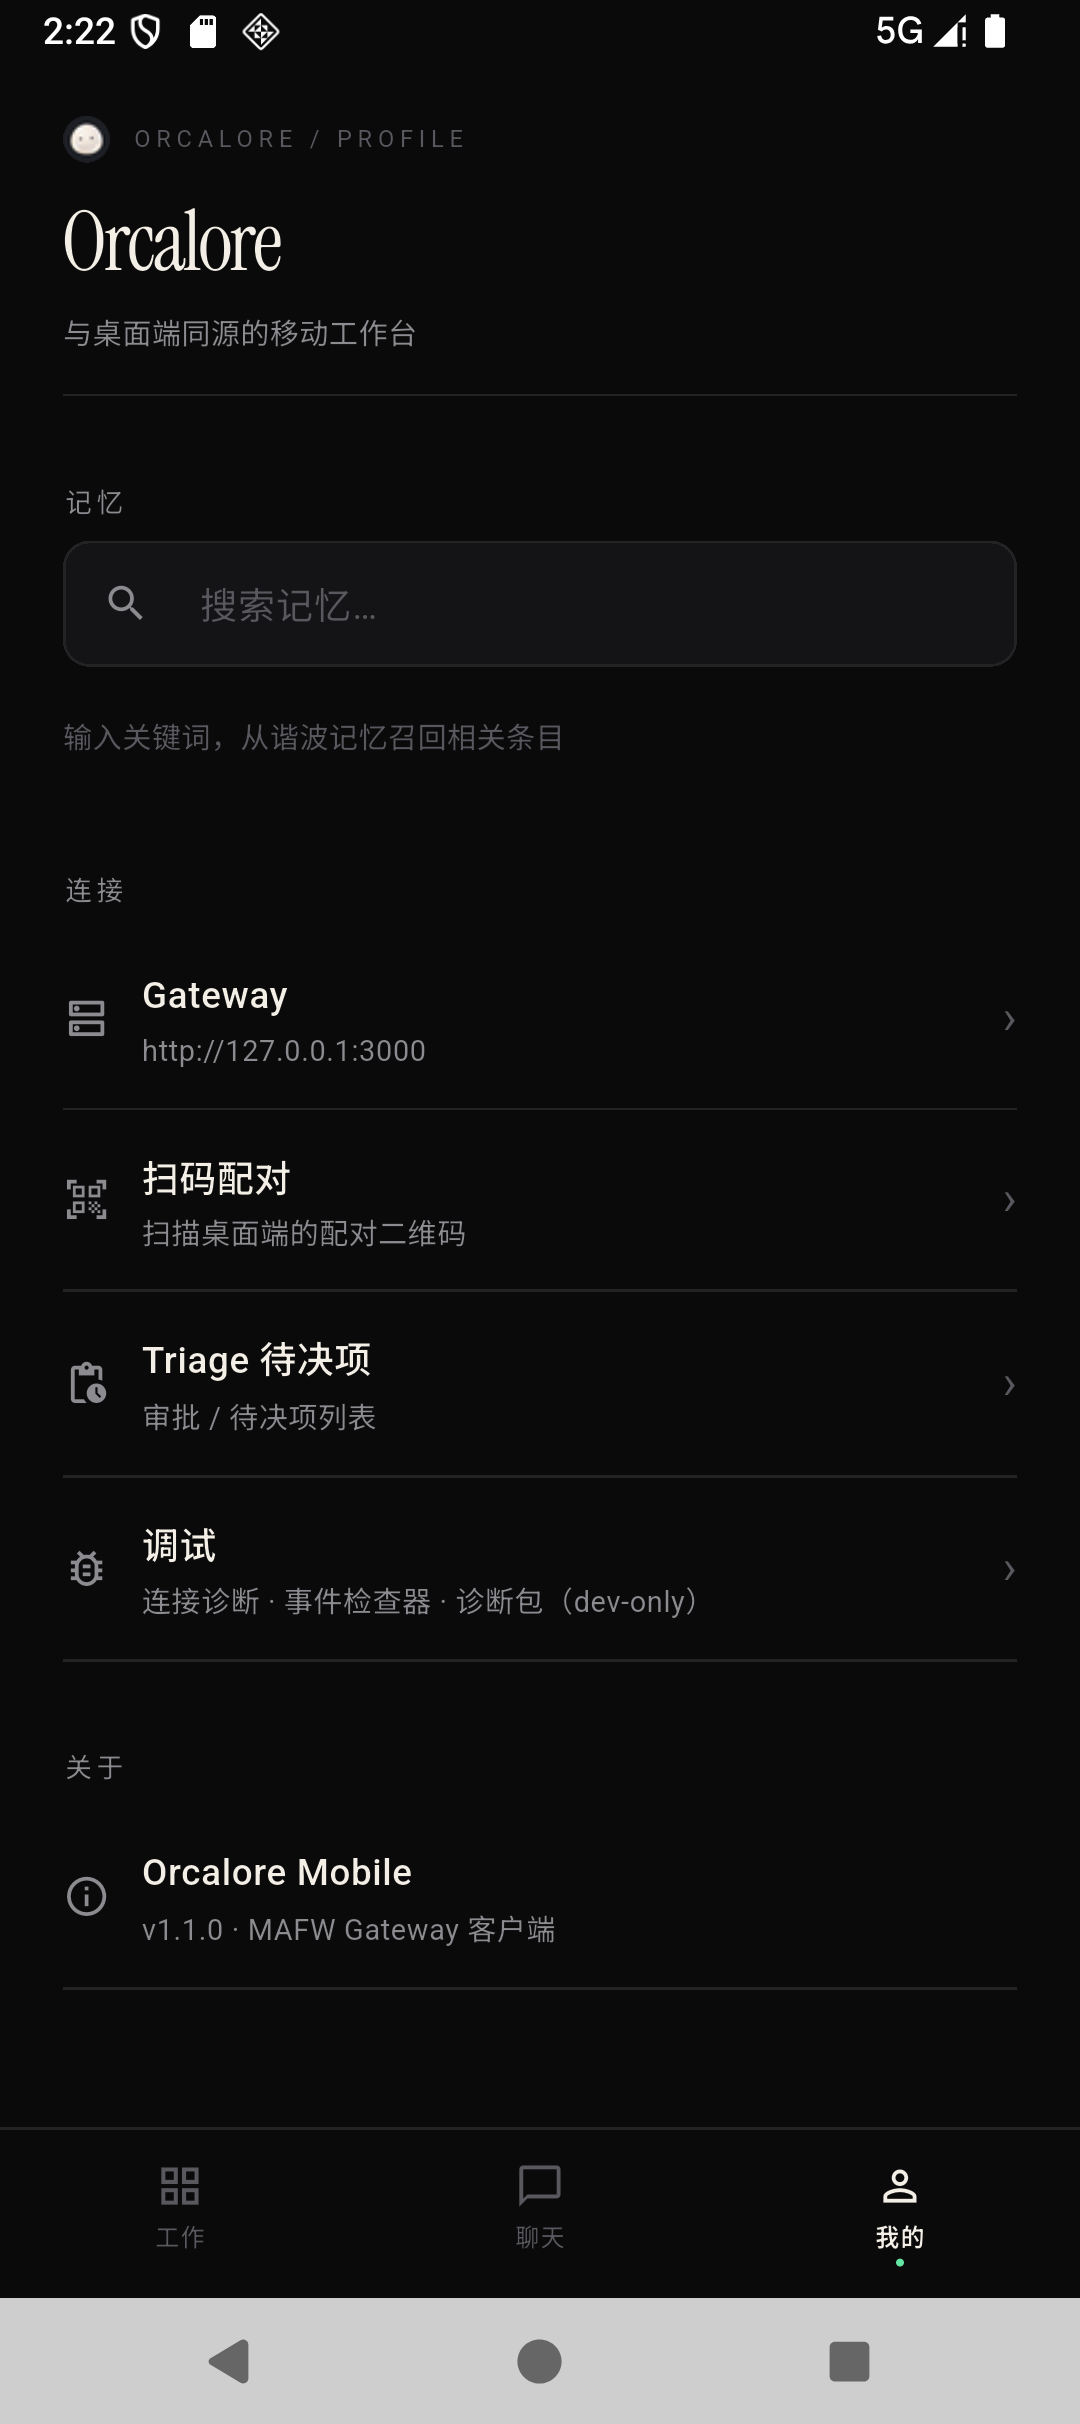 2:22
5G
ORCALORE / PROFILE
Orcalore
与桌面端同源的移动工作台
记忆
搜索记忆…
输入关键词，从谐波记忆召回相关条目
连接
Gateway
http://127.0.0.1:3000
扫码配对
扫描桌面端的配对二维码
Triage 待决项
审批 / 待决项列表
调试
连接诊断 · 事件检查器 · 诊断包（dev-only）
关于
Orcalore Mobile
v1.1.0 · MAFW Gateway 客户端
工作
聊天
我的